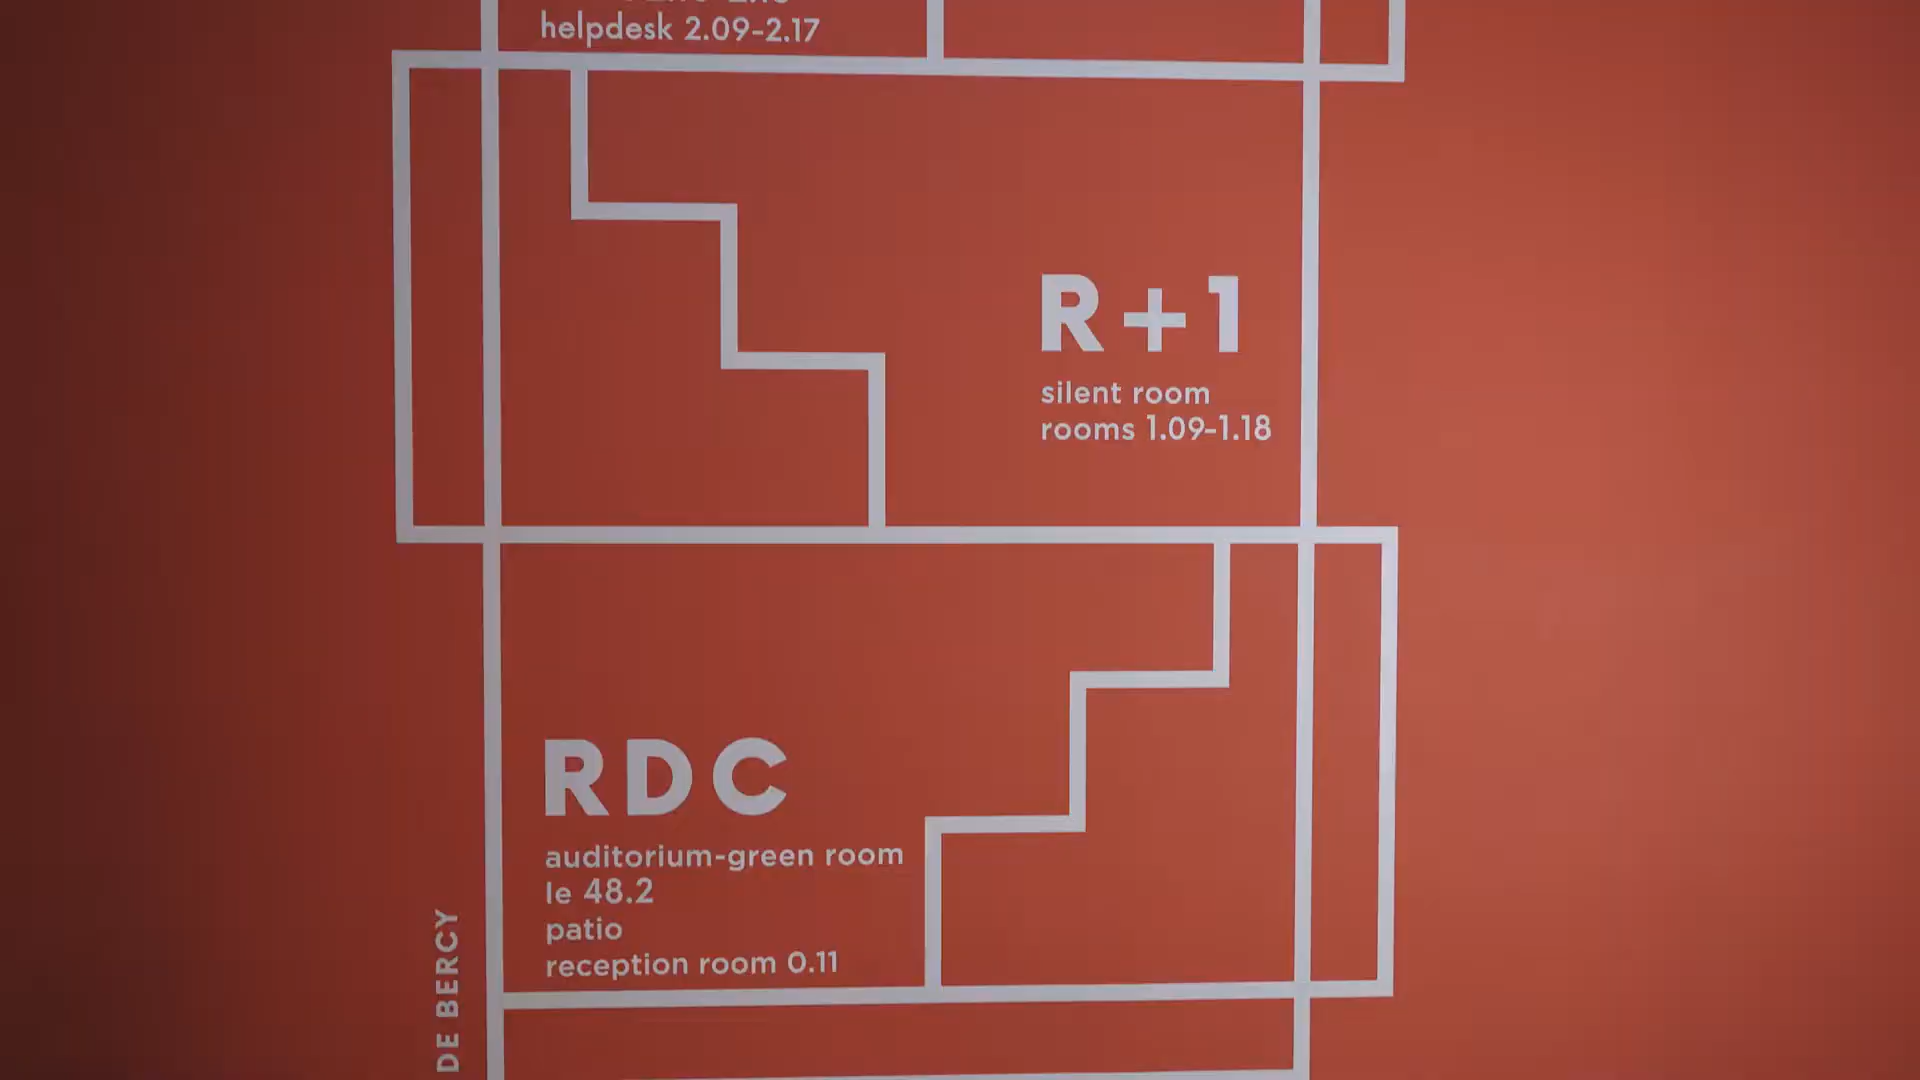 helpdesk 2.09-2.17
R+1
silent room
rooms 1.09-1.18
RDC
auditorium-green room
le 48.2
patio
reception room 0.11
DE BERCY